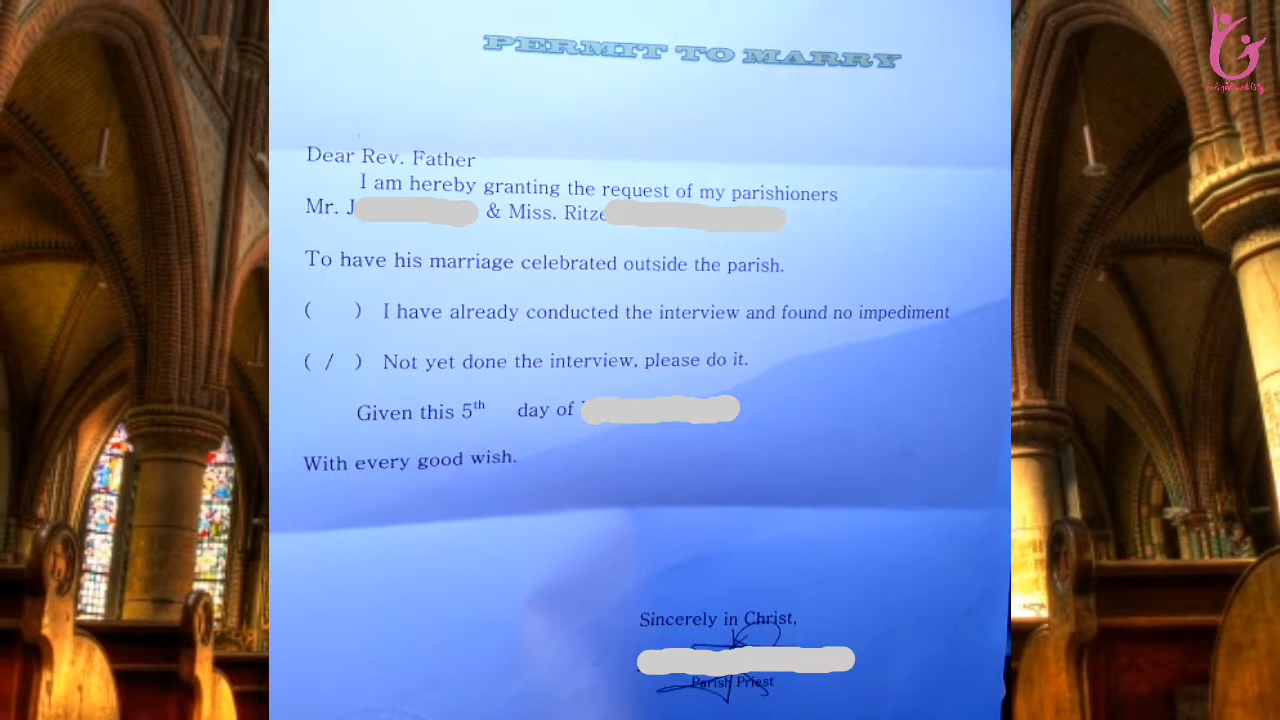 PERMIT TO MARRY
Dear Rev. Father
I am hereby granting the request of my parishioners
Mr. J & Miss. Ritze
To have his marriage celebrated outside the parish.
( ) I have already conducted the interview and found no impediment
( / ) Not yet done the interview, please do it.
Given this 5th day of
With every good wish.
Sincerely in Christ,
Parish Priest